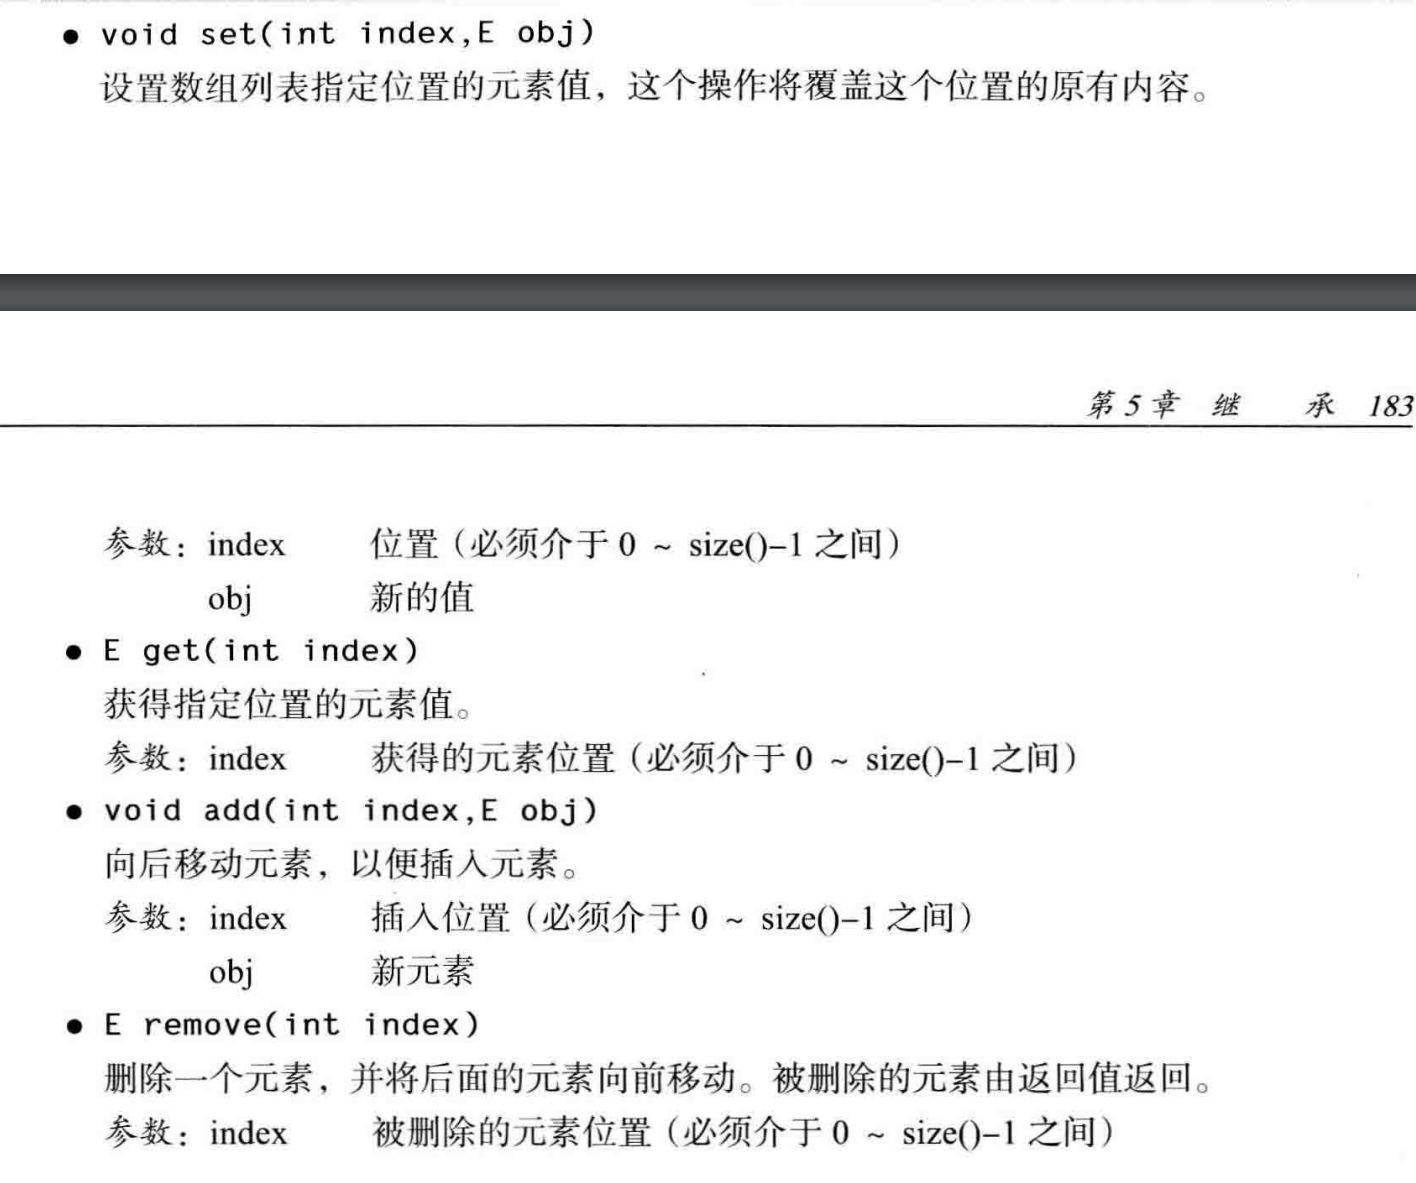 ● void set(int index,E obj)
设置数组列表指定位置的元素值，这个操作将覆盖这个位置的原有内容。
第 5 章 继 承 183
参数：index 位置（必须介于 0 ~ size()–1 之间）
obj 新的值
● E get(int index)
获得指定位置的元素值。
参数：index 获得的元素位置（必须介于 0 ~ size()–1 之间）
● void add(int index,E obj)
向后移动元素，以便插入元素。
参数：index 插入位置（必须介于 0 ~ size()–1 之间）
obj 新元素
● E remove(int index)
删除一个元素，并将后面的元素向前移动。被删除的元素由返回值返回。
参数：index 被删除的元素位置（必须介于 0 ~ size()–1 之间）